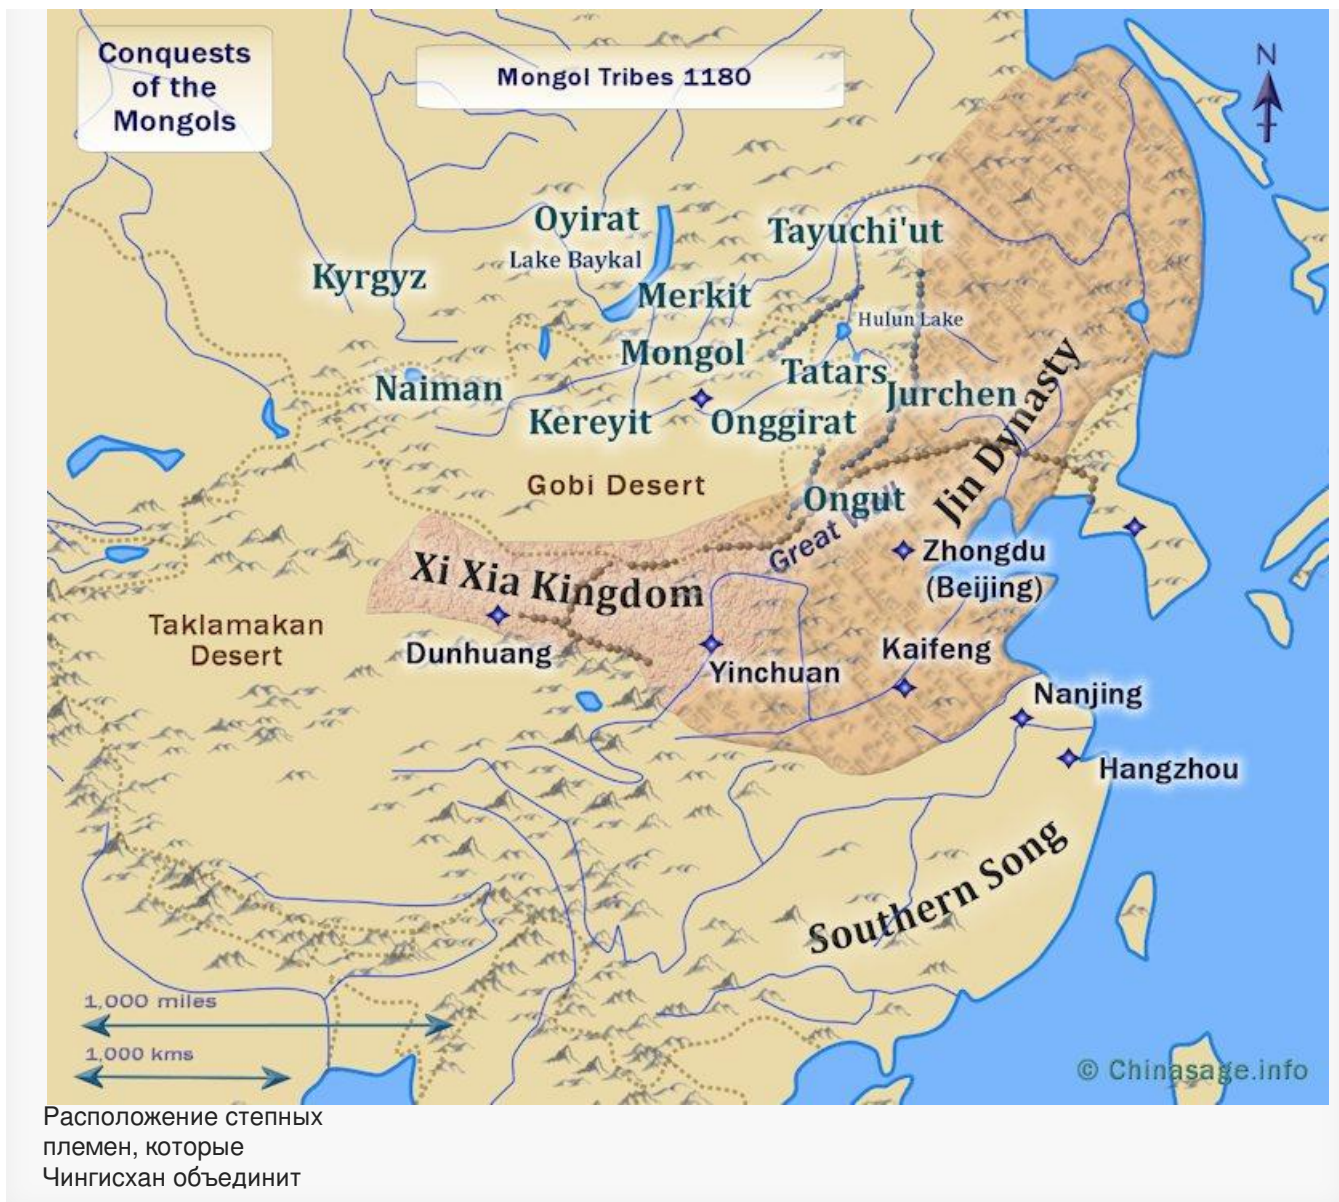 Conquests
of the
Mongols
Mongol Tribes 1180
N
Oyirat
Tayuchi'ut
Lake Baykal
Kyrgyz
Merkit
Hulun Lake
Mongol
Tatars
Naiman
Jurchen
Kereyit
Onggirat
Jin Dynasty
Gobi Desert
Ongut
Great Wall
Xi Xia Kingdom
Zhongdu
(Beijing)
Taklamakan
Desert
Dunhuang
Yinchuan
Kaifeng
Nanjing
Hangzhou
Southern Song
1,000 miles
1,000 kms
© Chinasage.info
Расположение степных
племен, которые
Чингисхан объединит